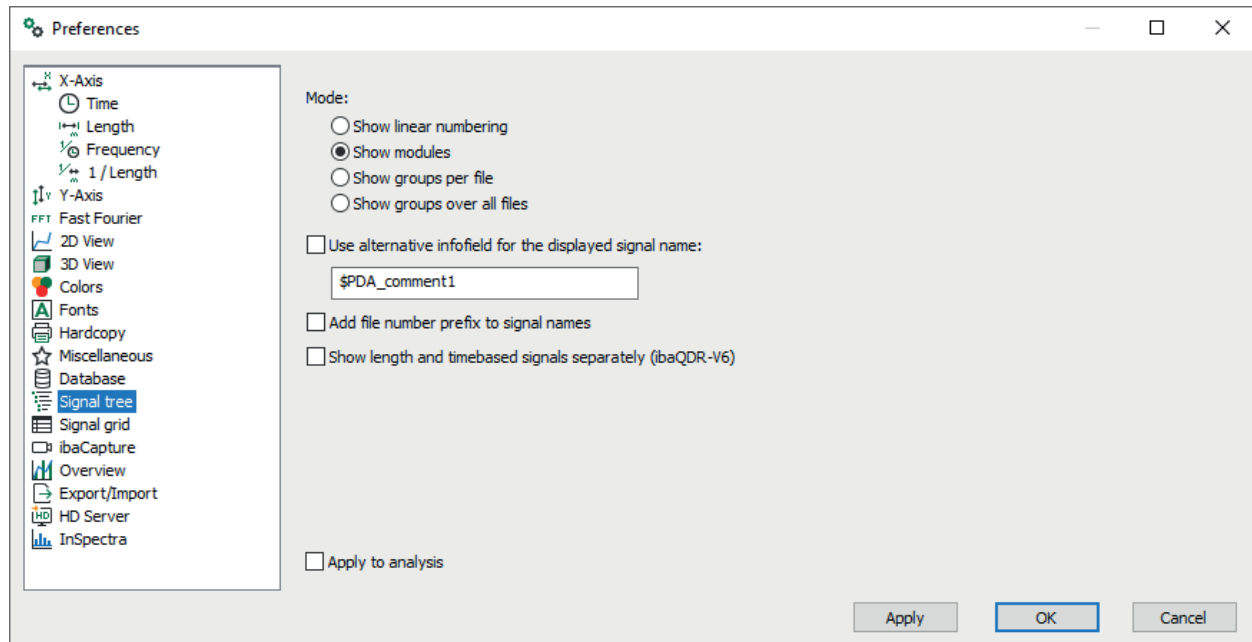 Preferences
X-Axis
Time
Length
Frequency
1 / Length
Y-Axis
FFT Fast Fourier
2D View
3D View
Colors
A Fonts
Hardcopy
Miscellaneous
Database
Signal tree
Signal grid
ibaCapture
Overview
Export/Import
HD HD Server
InSpectra
Mode:
Show linear numbering
Show modules
Show groups per file
Show groups over all files
Use alternative infofield for the displayed signal name:
$PDA_comment1
Add file number prefix to signal names
Show length and timebased signals separately (ibaQDR-V6)
Apply to analysis
Apply OK Cancel